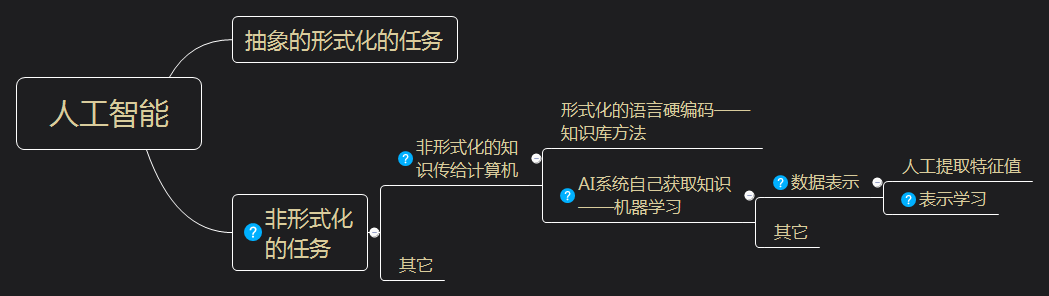 抽象的形式化的任务
人工智能
形式化的语言硬编码——
知识库方法
非形式化的知
识传给计算机
人工提取特征值
AI系统自己获取知识
——机器学习
数据表示
表示学习
非形式化
的任务
其它
其它